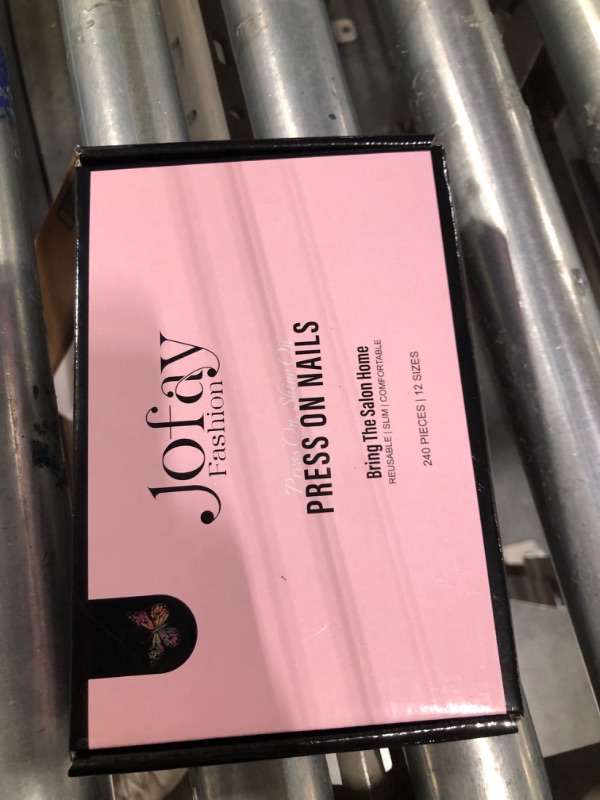 Jofay
Fashion
Press On, Shine On
PRESS ON NAILS
Bring The Salon Home
REUSABLE | SLIM | COMFORTABLE
240 PIECES | 12 SIZES